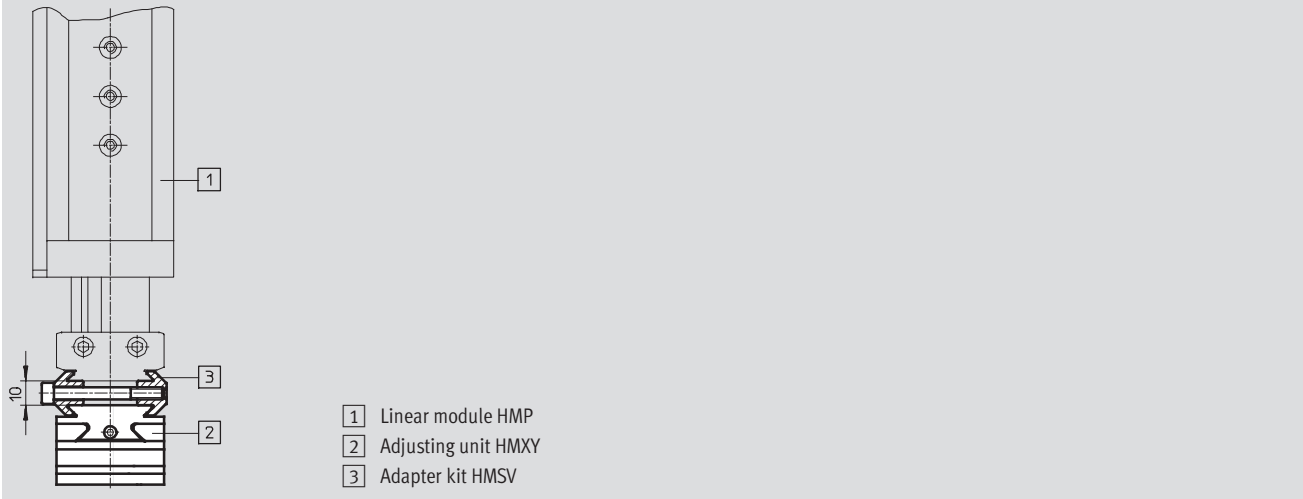 1
3
10
2
1 Linear module HMP
2 Adjusting unit HMXY
3 Adapter kit HMSV